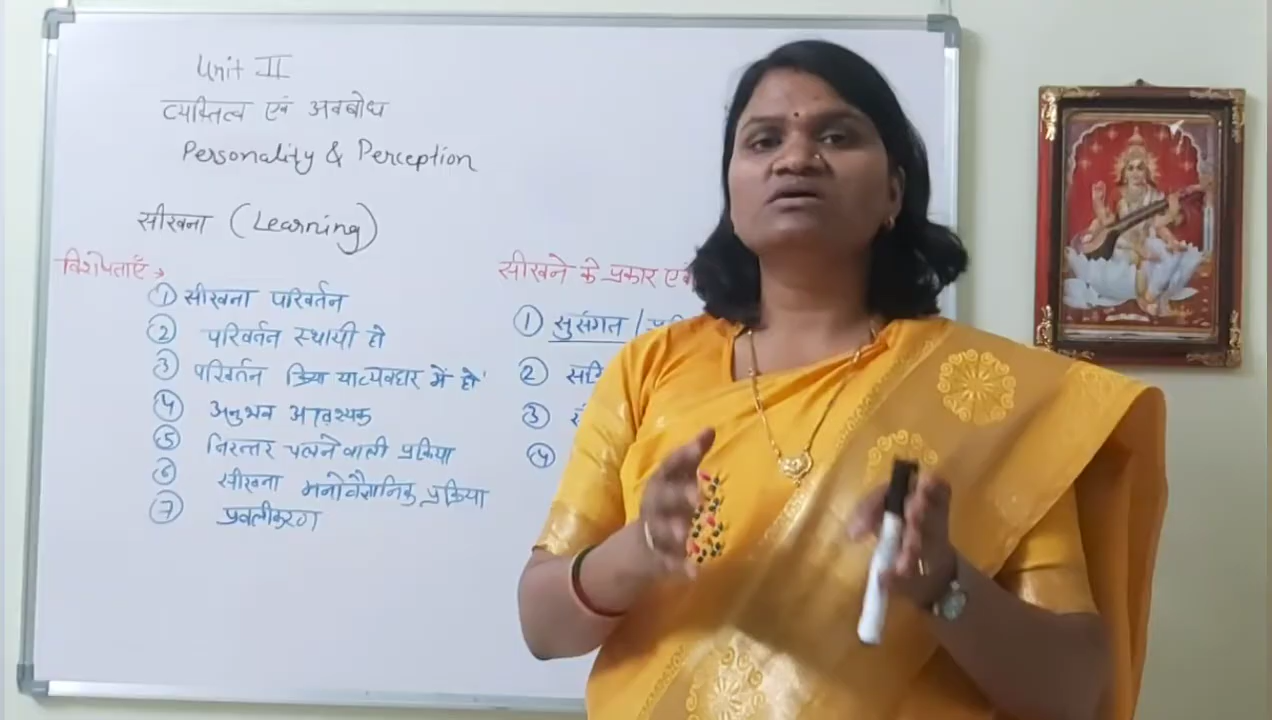 Unit II
व्यक्तित्व एवं अवबोध
Personality & Perception
सीखना (Learning)
विशेषताएँ →
① सीखना परिवर्तन
② परिवर्तन स्थायी हो
③ परिवर्तन क्रिया या व्यवहार में हो
④ अनुभव आवश्यक
⑤ निरन्तर चलने वाली प्रक्रिया
⑥ सीखना मनोवैज्ञानिक प्रक्रिया
⑦ प्रबलीकरण
सीखने के प्रकार एवं
① सुसंगत /
②
③
④